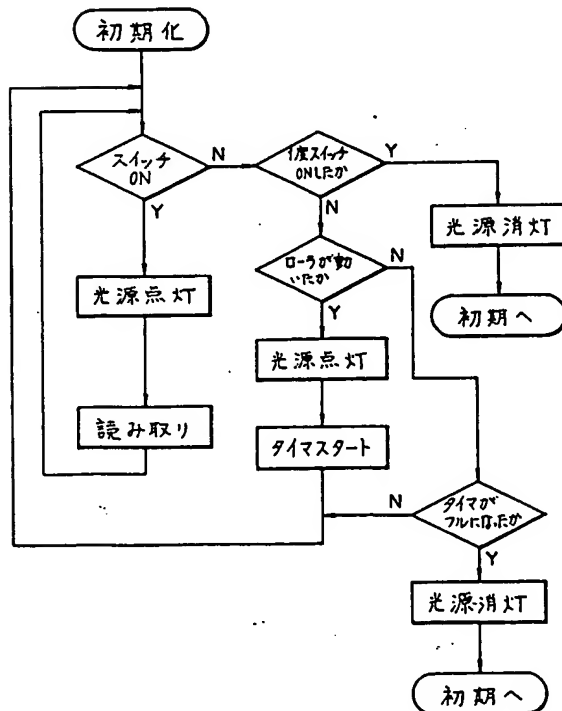 初期化
スイッチ
ON
N
1度スイッチ
ONしたか
Y
Y
N
光源消灯
光源点灯
ローラが動
いたか
N
初期へ
Y
光源点灯
読み取り
タイマスタート
N
タイマが
フルになったか
Y
光源消灯
初期へ